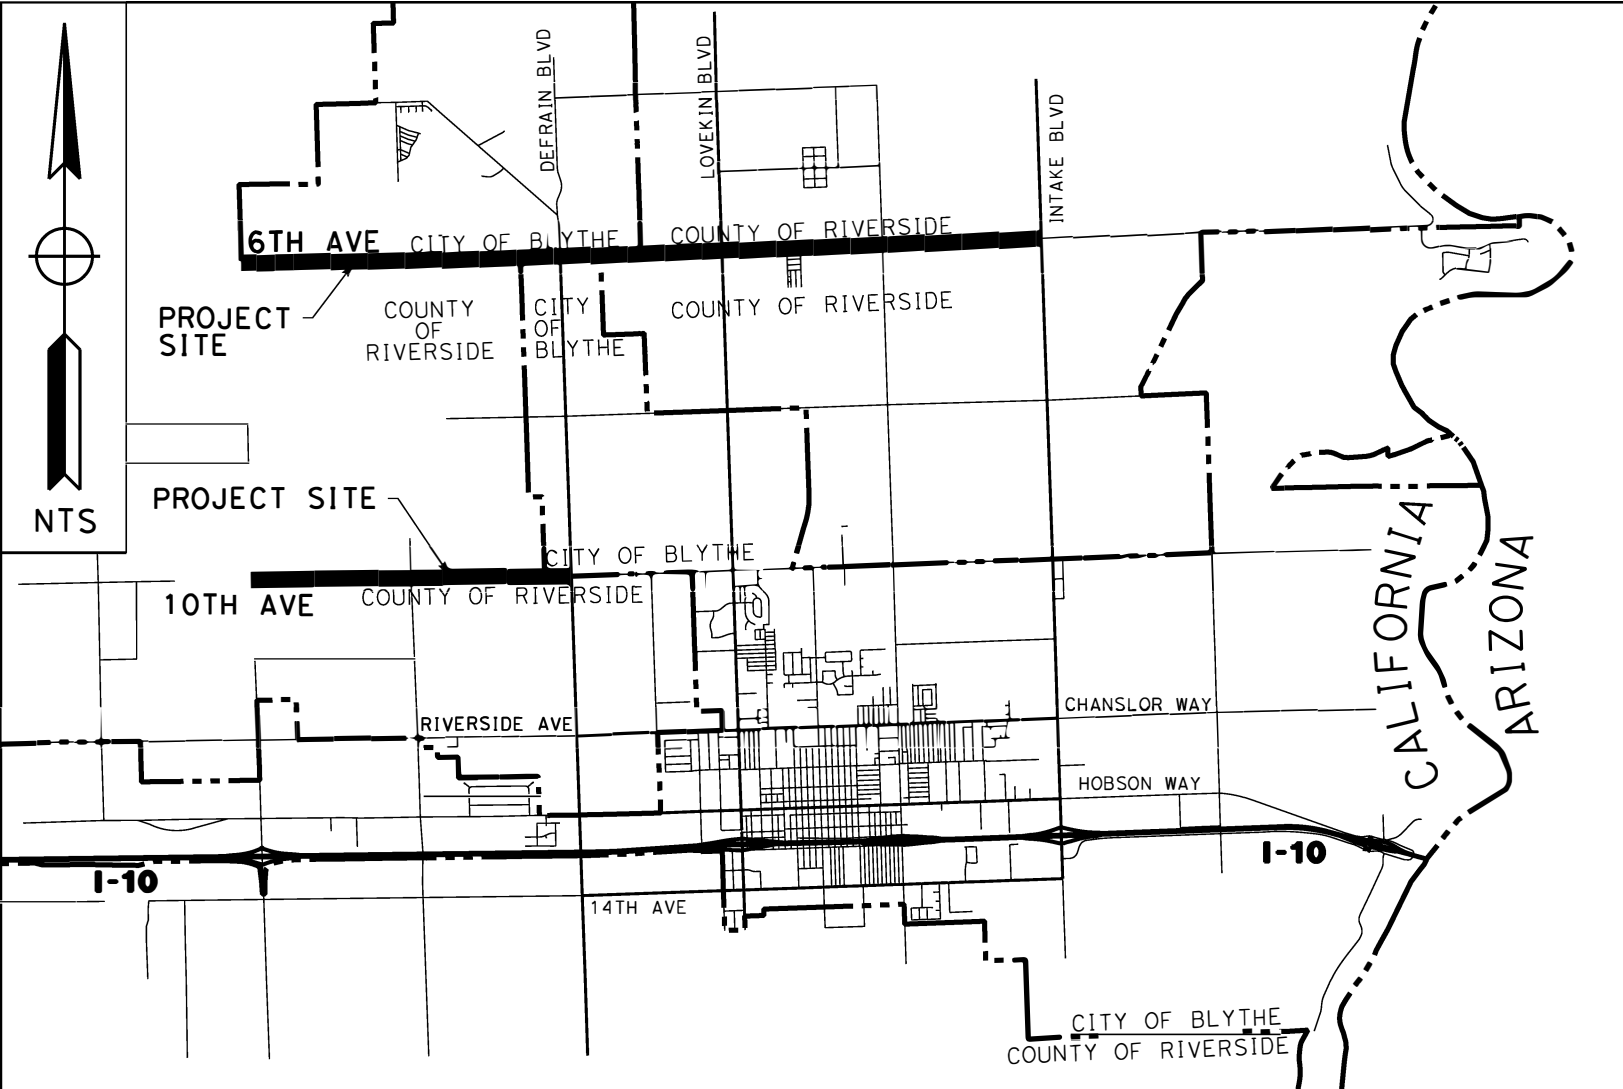 DEFRAIN BLVD
LOVEKIN BLVD
INTAKE BLVD
6TH AVE
CITY OF BLYTHE
COUNTY OF RIVERSIDE
PROJECT
SITE
COUNTY
OF
RIVERSIDE
CITY
OF
BLYTHE
COUNTY OF RIVERSIDE
NTS
PROJECT SITE
CITY OF BLYTHE
10TH AVE
COUNTY OF RIVERSIDE
CALIFORNIA
ARIZONA
RIVERSIDE AVE
CHANSLOR WAY
HOBSON WAY
I-10
I-10
14TH AVE
CITY OF BLYTHE
COUNTY OF RIVERSIDE